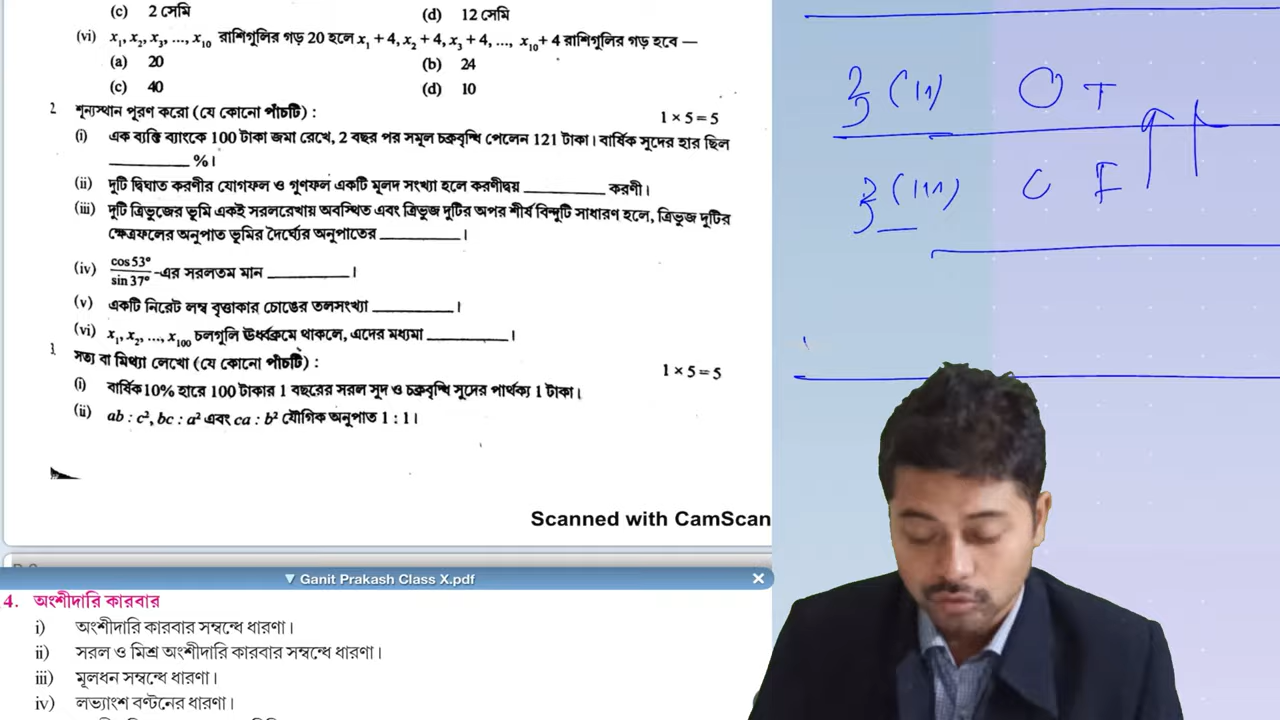 (c) 2 সেমি (d) 12 সেমি
(vi) x₁, x₂, x₃, ..., x₁₀ রাশিগুলির গড় 20 হলে x₁ + 4, x₂ + 4, x₃ + 4, ..., x₁₀ + 4 রাশিগুলির গড় হবে —
(a) 20 (b) 24
(c) 40 (d) 10
2 শূন্যস্থান পূরণ করো (যে কোনো পাঁচটি) : 1 × 5 = 5
(i) এক ব্যক্তি ব্যাংকে 100 টাকা জমা রেখে, 2 বছর পর সমূল চক্রবৃদ্ধি পেলেন 121 টাকা। বার্ষিক সুদের হার ছিল
________ %।
(ii) দুটি দ্বিঘাত করণীর যোগফল ও গুণফল একটি মূলদ সংখ্যা হলে করণীদ্বয় ________ করণী।
(iii) দুটি ত্রিভুজের ভূমি একই সরলরেখায় অবস্থিত এবং ত্রিভুজ দুটির অপর শীর্ষ বিন্দুটি সাধারণ হলে, ত্রিভুজ দুটির
ক্ষেত্রফলের অনুপাত ভূমির দৈর্ঘ্যের অনুপাতের ________ ।
(iv) cos 53° / sin 37° -এর সরলতম মান ________ ।
(v) একটি নিরেট লম্ব বৃত্তাকার চোঙের তলসংখ্যা ________ ।
(vi) x₁, x₂, ..., x₁₀₀ চলগুলি ঊর্ধ্বক্রমে থাকলে, এদের মধ্যমা ________ ।
3. সত্য বা মিথ্যা লেখো (যে কোনো পাঁচটি) : 1 × 5 = 5
(i) বার্ষিক 10% হারে 100 টাকার 1 বছরের সরল সুদ ও চক্রবৃদ্ধি সুদের পার্থক্য 1 টাকা।
(ii) ab : c², bc : a² এবং ca : b² যৌগিক অনুপাত 1 : 1।
Scanned with CamScan
▼ Ganit Prakash Class X.pdf ✕
4. অংশীদারি কারবার
i) অংশীদারি কারবার সম্বন্ধে ধারণা।
ii) সরল ও মিশ্র অংশীদারি কারবার সম্বন্ধে ধারণা।
iii) মূলধন সম্বন্ধে ধারণা।
iv) লভ্যাংশ বণ্টনের ধারণা।